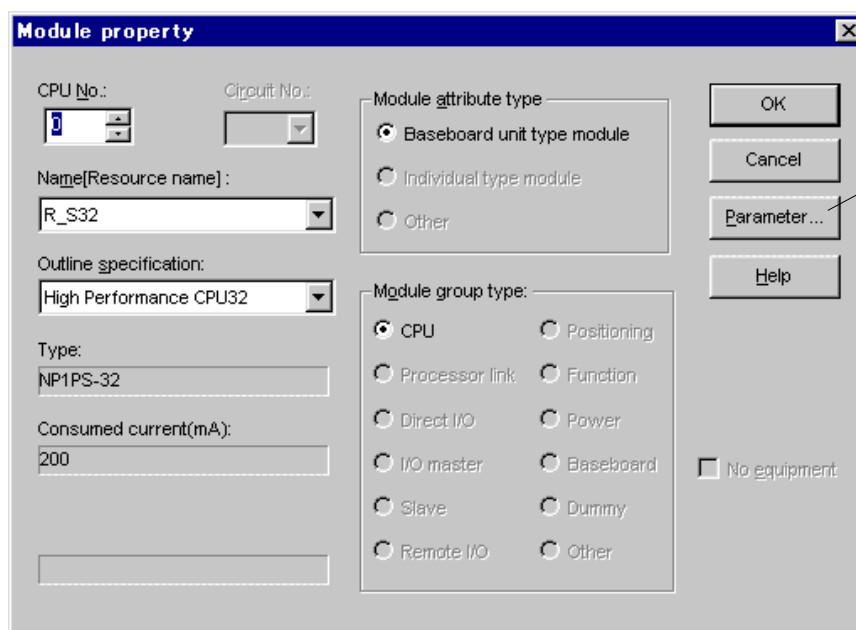 Module property
CPU No.:
0
Circuit No.:
Name[Resource name] :
R_S32
Outline specification:
High Performance CPU32
Type:
NP1PS-32
Consumed current(mA):
200
Module attribute type
Baseboard unit type module
Individual type module
Other
Module group type:
CPU
Positioning
Processor link
Function
Direct I/O
Power
I/O master
Baseboard
Slave
Dummy
Remote I/O
Other
OK
Cancel
Parameter...
Help
No equipment